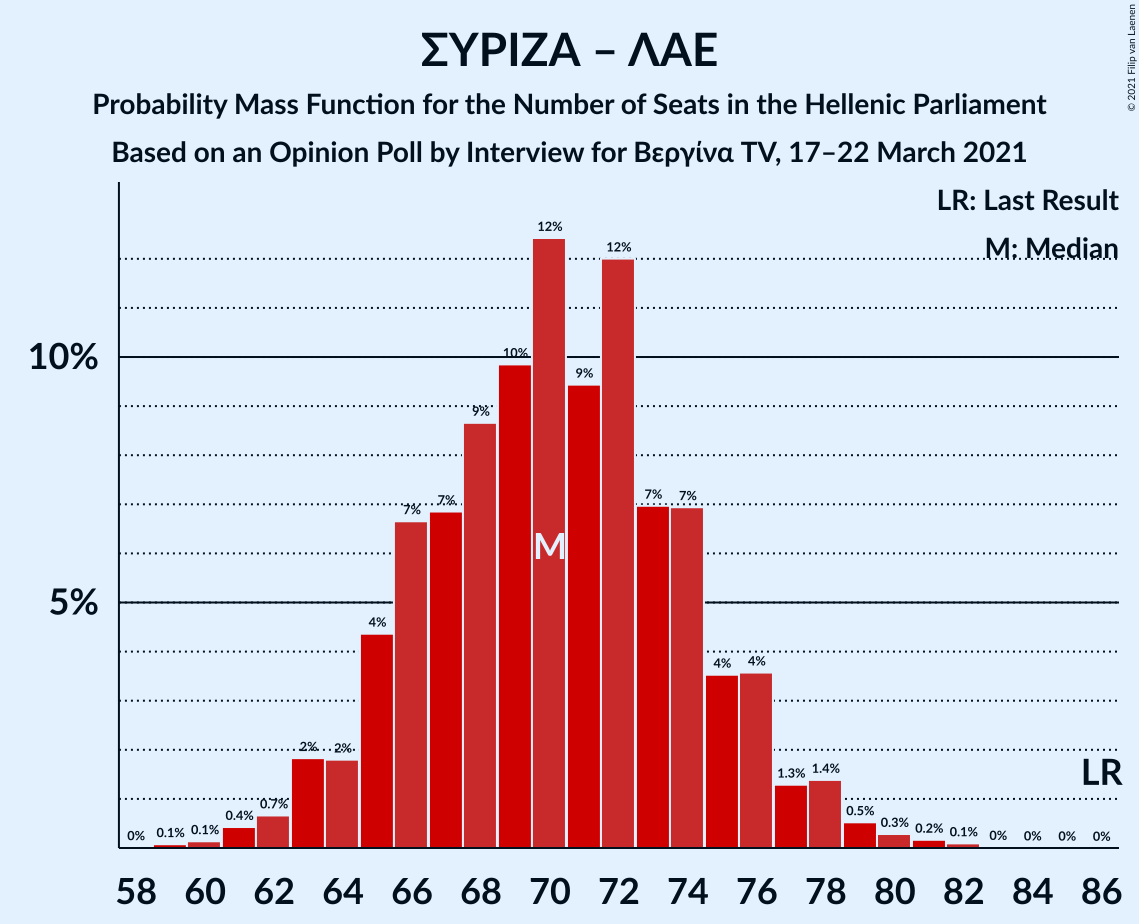 ΣΥΡΙΖΑ – ΛΑΕ
Probability Mass Function for the Number of Seats in the Hellenic Parliament
Based on an Opinion Poll by Interview for Βεργίνα TV, 17–22 March 2021
© 2021 Filip van Laenen
LR: Last Result
M: Median
10%
5%
0% 0.1% 0.1% 0.4% 0.7% 2% 2% 4% 7% 7% 9% 10% 12% 9% 12% 7% 7% 4% 4% 1.3% 1.4% 0.5% 0.3% 0.2% 0.1% 0% 0% 0% 0%
M
LR
58 60 62 64 66 68 70 72 74 76 78 80 82 84 86